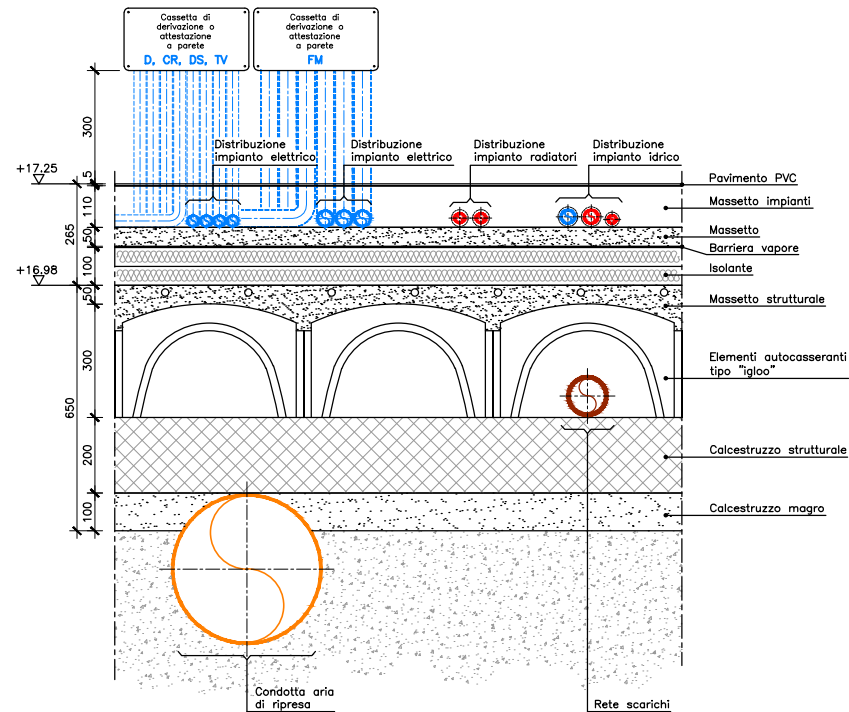 Cassetta di
derivazione o
attestazione
a parete
D, CR, DS, TV
Cassetta di
derivazione o
attestazione
a parete
FM
300
Distribuzione
impianto elettrico
Distribuzione
impianto elettrico
Distribuzione
impianto radiatori
Distribuzione
impianto idrico
+17.25
5
Pavimento PVC
110
Massetto impianti
265
50
Massetto
Barriera vapore
100
+16.98
Isolante
50
Massetto strutturale
300
Elementi autocasseranti
tipo "igloo"
650
200
Calcestruzzo strutturale
100
Calcestruzzo magro
Condotta aria
di ripresa
Rete scarichi